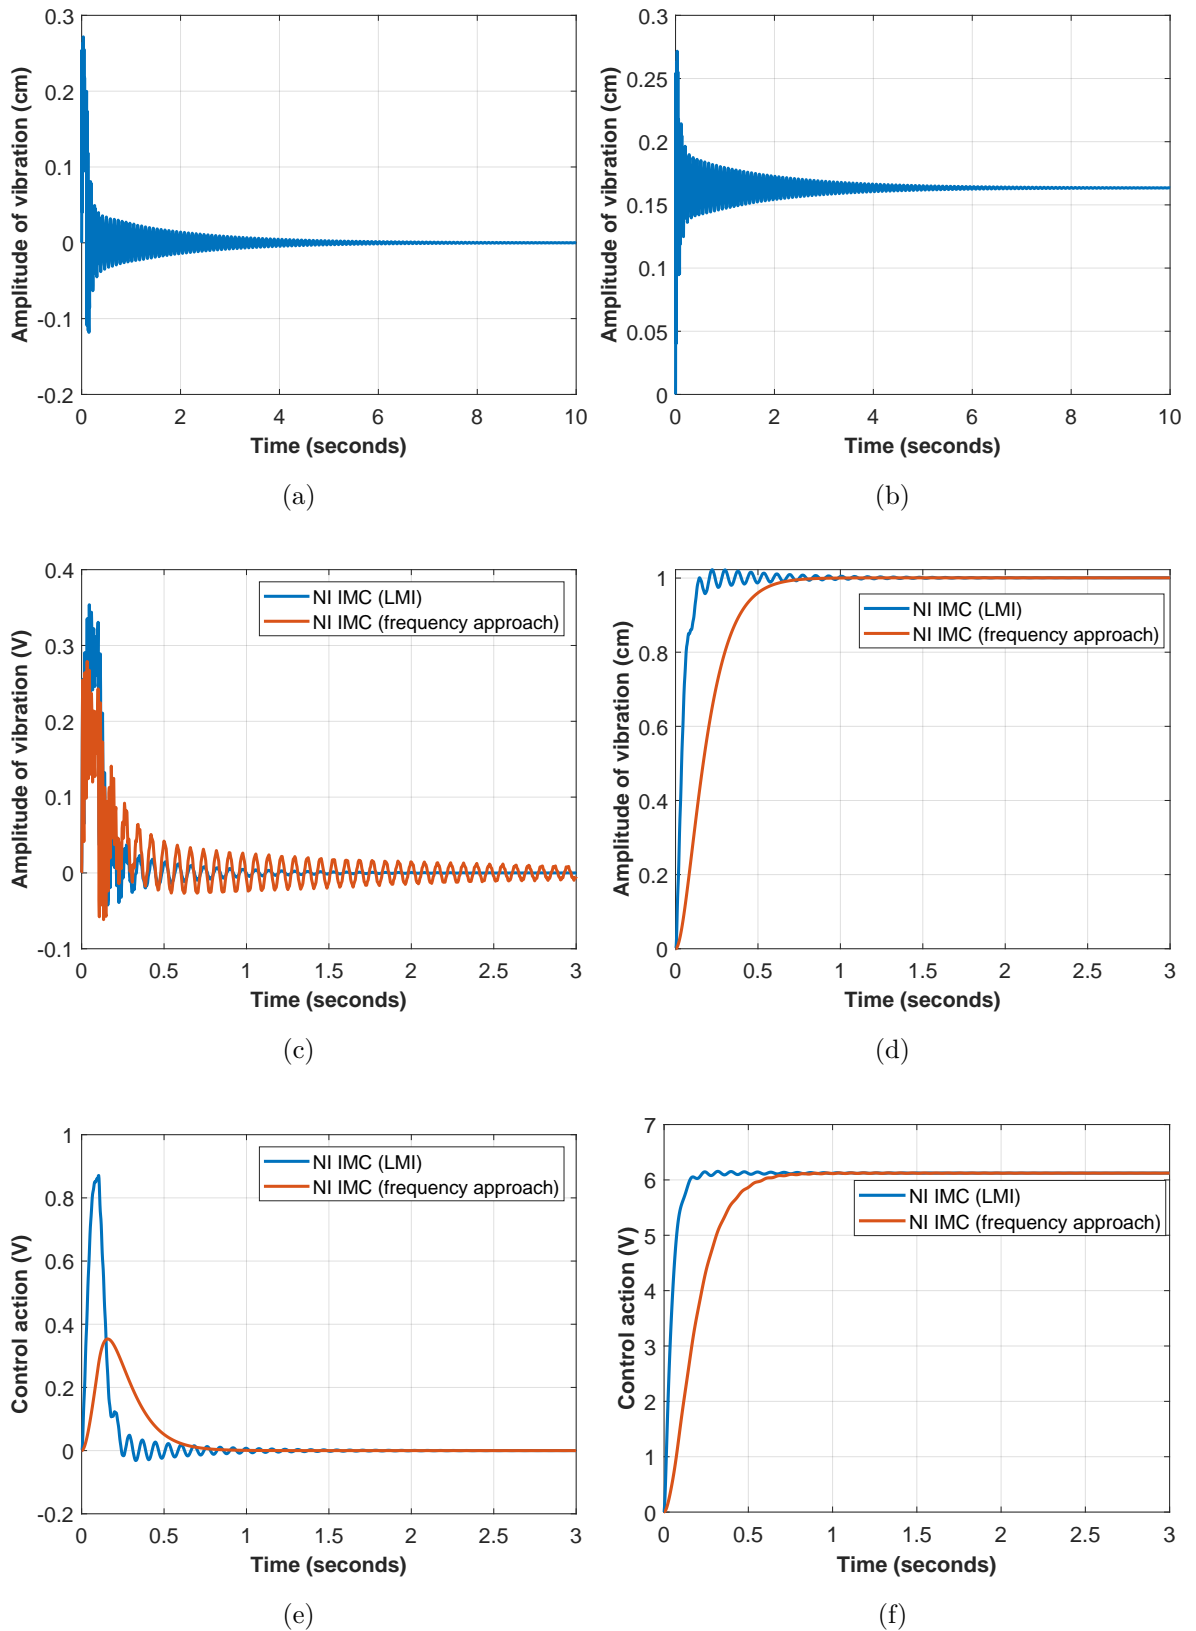 0.3
0.2
0.1
0
-0.1
-0.2
0 2 4 6 8 10
Amplitude of vibration (cm)
Time (seconds)
(a)
0.3
0.25
0.2
0.15
0.1
0.05
0
0 2 4 6 8 10
Amplitude of vibration (cm)
Time (seconds)
(b)
0.4
0.3
0.2
0.1
0
-0.1
0 0.5 1 1.5 2 2.5 3
Amplitude of vibration (V)
Time (seconds)
NI IMC (LMI)
NI IMC (frequency approach)
(c)
1
0.8
0.6
0.4
0.2
0
0 0.5 1 1.5 2 2.5 3
Amplitude of vibration (cm)
Time (seconds)
NI IMC (LMI)
NI IMC (frequency approach)
(d)
1
0.8
0.6
0.4
0.2
0
-0.2
0 0.5 1 1.5 2 2.5 3
Control action (V)
Time (seconds)
NI IMC (LMI)
NI IMC (frequency approach)
(e)
7
6
5
4
3
2
1
0
0 0.5 1 1.5 2 2.5 3
Control action (V)
Time (seconds)
NI IMC (LMI)
NI IMC (frequency approach)
(f)